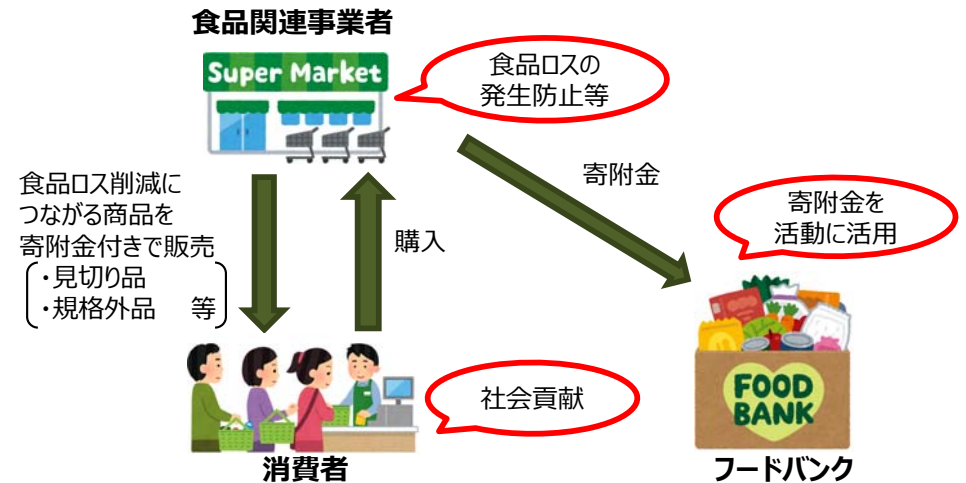 食品関連事業者
Super Market
食品ロスの
発生防止等
食品ロス削減に
つながる商品を
寄附金付きで販売
・見切り品
・規格外品　等
購入
寄附金
寄附金を
活動に活用
社会貢献
FOOD
BANK
消費者
フードバンク